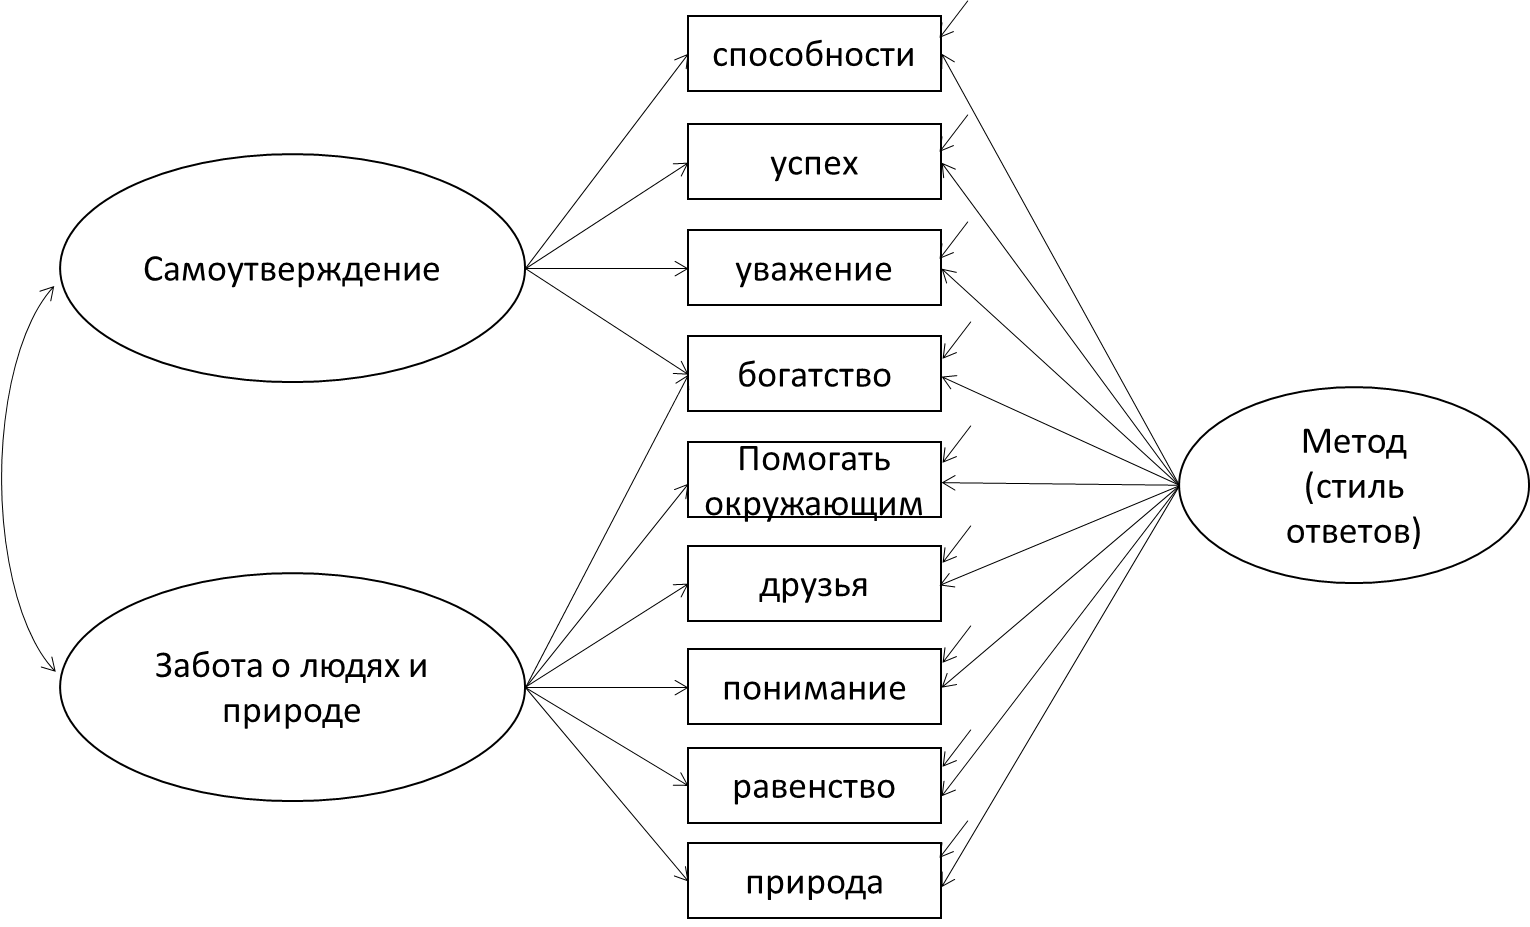 способности
успех
Самоутверждение
уважение
богатство
Помогать
окружающим
Метод
(стиль
ответов)
друзья
Забота о людях и
природе
понимание
равенство
природа